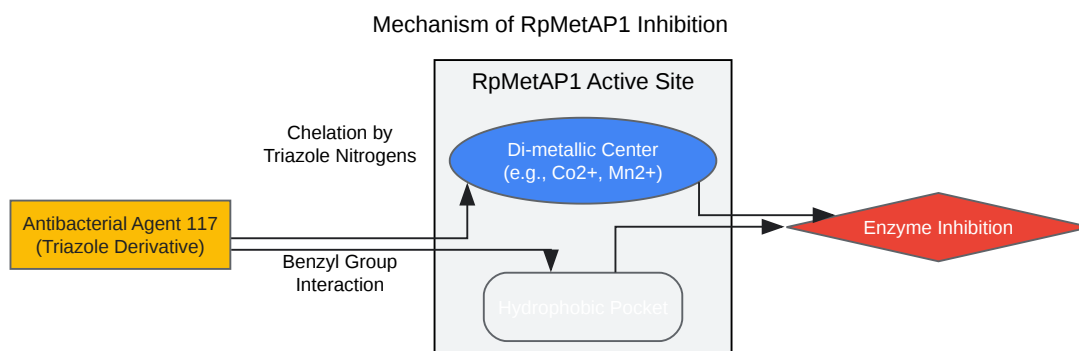 Mechanism of RpMetAP1 Inhibition
RpMetAP1 Active Site
Chelation by
Triazole Nitrogens
Di-metallic Center
(e.g., Co2+, Mn2+)
Antibacterial Agent 117
(Triazole Derivative)
Enzyme Inhibition
Benzyl Group
Interaction
Hydrophobic Pocket